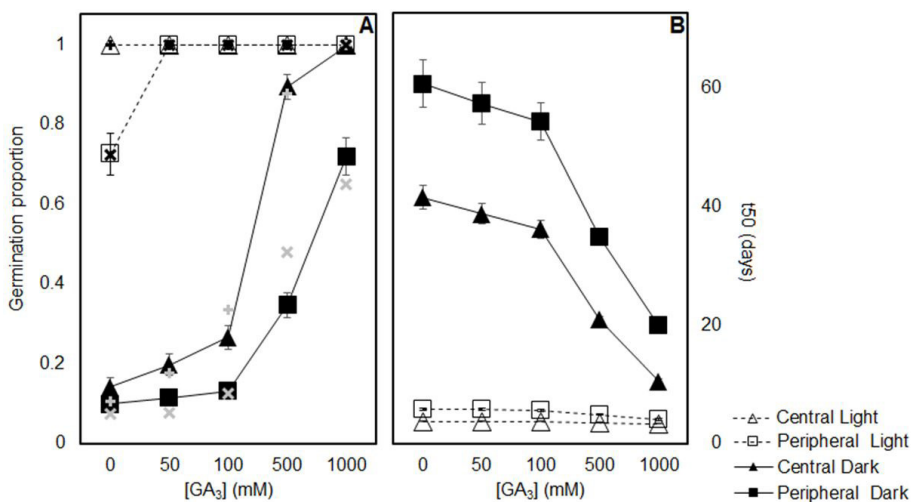 A
B
Germination proportion
1
0.8
0.6
0.4
0.2
0
0 50 100 500 1000
[GA3] (mM)
0 50 100 500 1000
[GA3] (mM)
60
40
20
0
t50 (days)
Central Light
Peripheral Light
Central Dark
Peripheral Dark